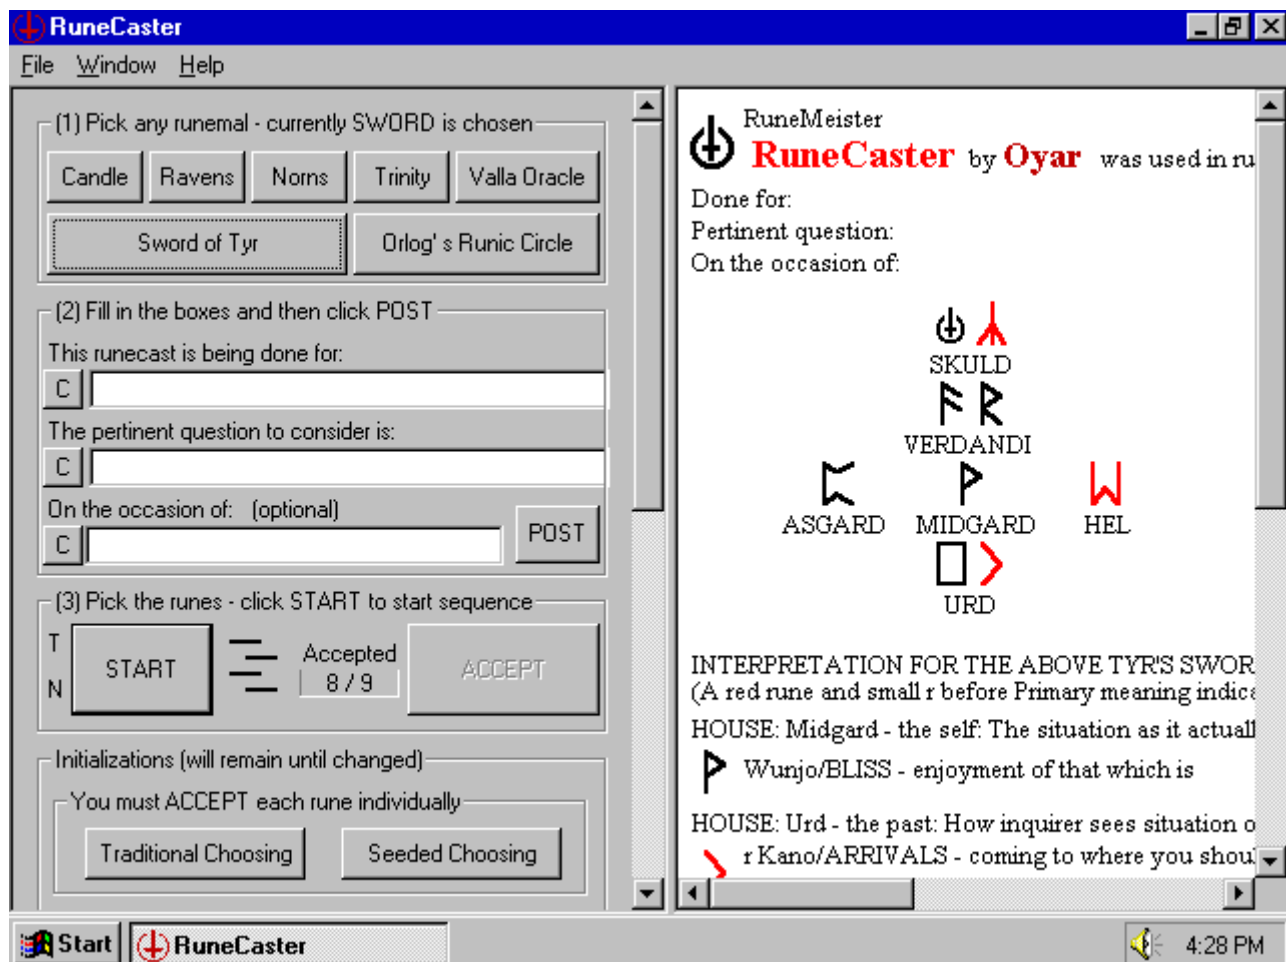 RuneCaster
File Window Help
(1) Pick any runemal - currently SWORD is chosen
Candle Ravens Norns Trinity Valla Oracle
Sword of Tyr Orlog' s Runic Circle
(2) Fill in the boxes and then click POST
This runecast is being done for:
C
The pertinent question to consider is:
C
On the occasion of: (optional)
C POST
(3) Pick the runes - click START to start sequence
T
N
START Accepted
8 / 9
ACCEPT
Initializations (will remain until changed)
You must ACCEPT each rune individually
Traditional Choosing Seeded Choosing
RuneMeister
RuneCaster by Oyar was used in ru
Done for:
Pertinent question:
On the occasion of:
SKULD
VERDANDI
ASGARD MIDGARD HEL
URD
INTERPRETATION FOR THE ABOVE TYR'S SWOR
(A red rune and small r before Primary meaning indica
HOUSE: Midgard - the self: The situation as it actuall
Wunjo/BLISS - enjoyment of that which is
HOUSE: Urd - the past: How inquirer sees situation o
r Kano/ARRIVALS - coming to where you shou
Start RuneCaster 4:28 PM